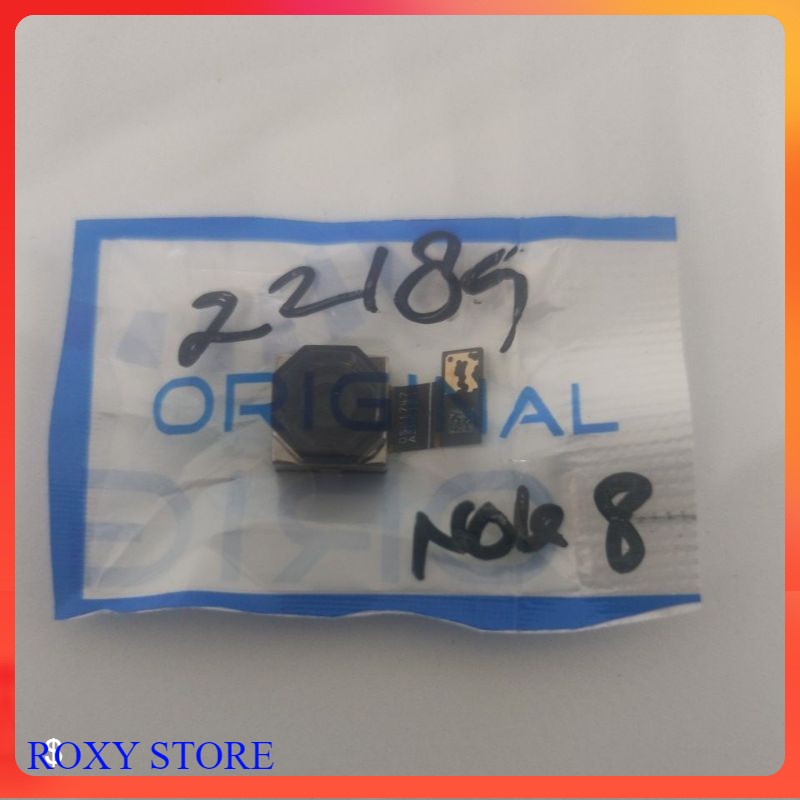 22189
ORIGINAL
Note 8
ROXY STORE